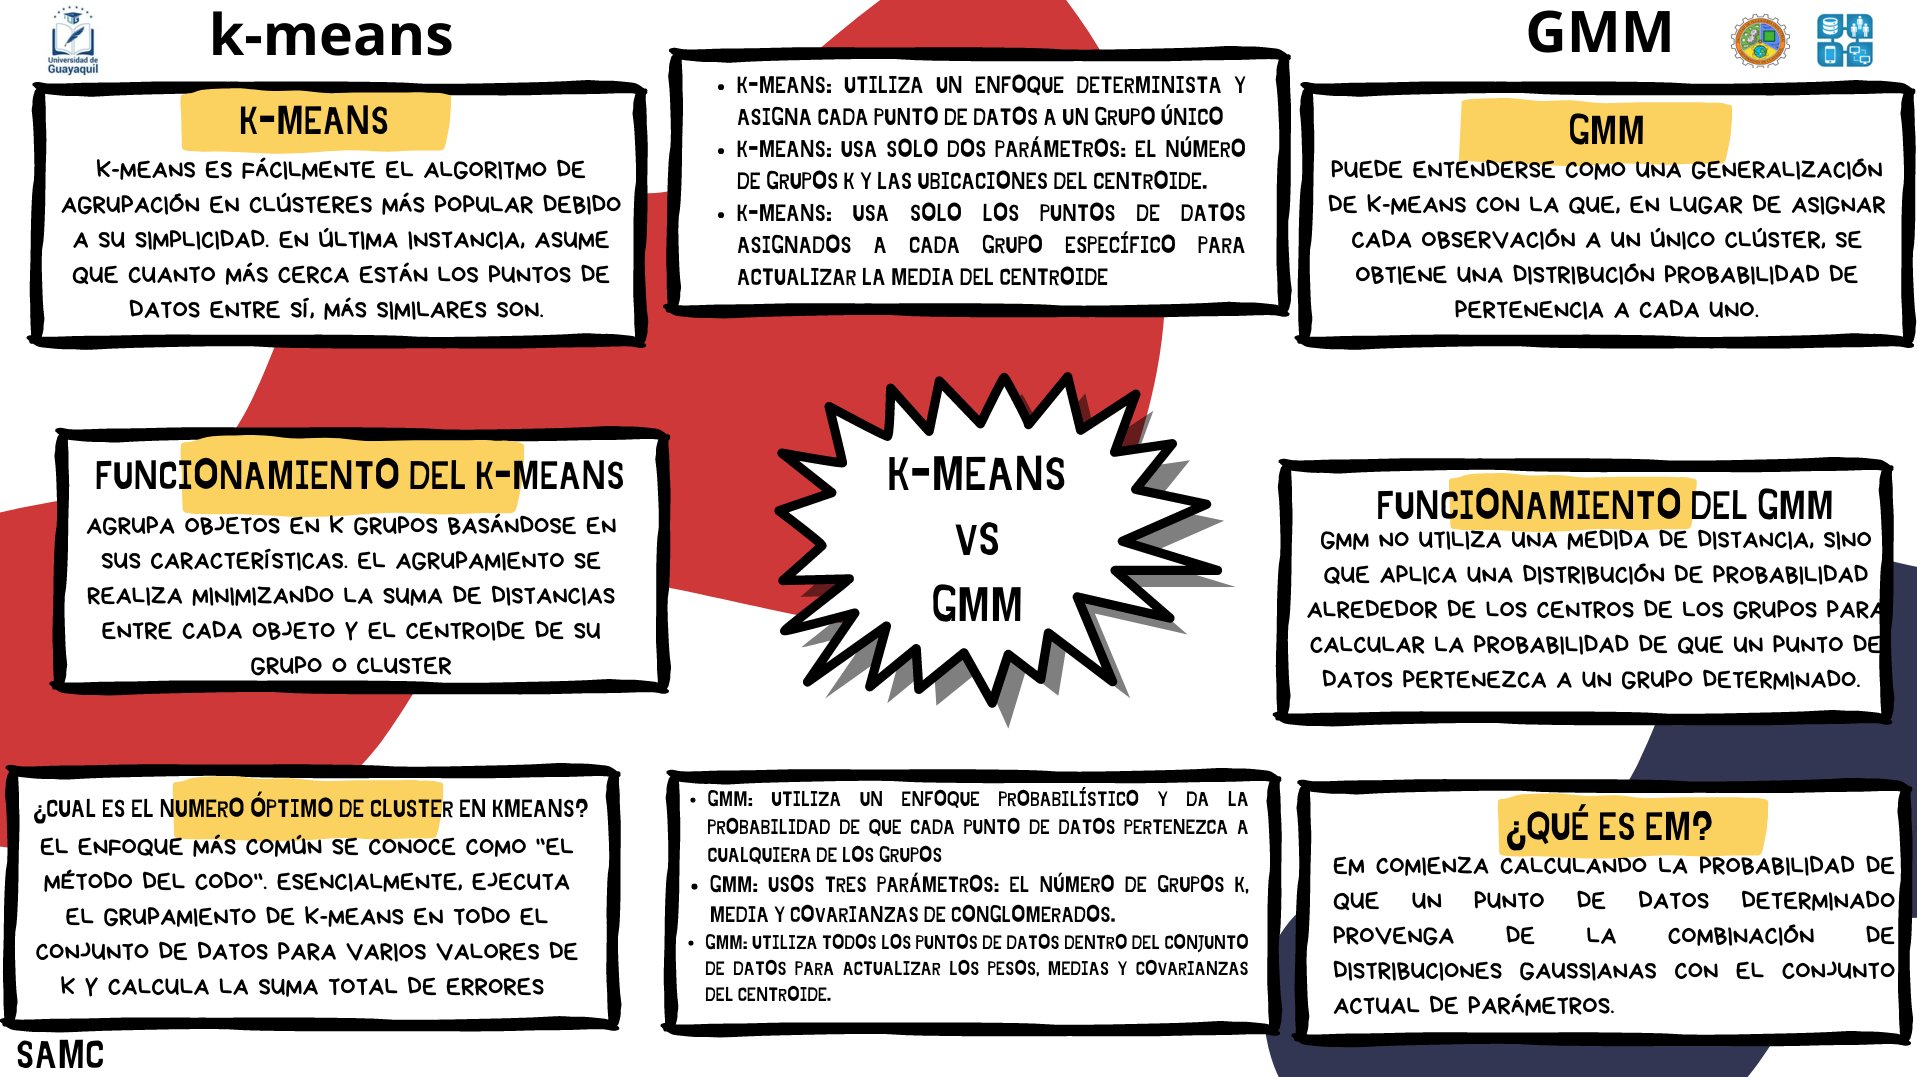 Universidad de
Guayaquil
k-means
GMM
K-MEANS
K-MEANS ES FÁCILMENTE EL ALGORITMO DE
AGRUPACIÓN EN CLÚSTERES MÁS POPULAR DEBIDO
A SU SIMPLICIDAD. EN ÚLTIMA INSTANCIA, ASUME
QUE CUANTO MÁS CERCA ESTÁN LOS PUNTOS DE
DATOS ENTRE SÍ, MÁS SIMILARES SON.
• K-MEANS: UTILIZA UN ENFOQUE DETERMINISTA Y
ASIGNA CADA PUNTO DE DATOS A UN GRUPO ÚNICO
• K-MEANS: USA SOLO DOS PARÁMETROS: EL NÚMERO
DE GRUPOS K Y LAS UBICACIONES DEL CENTROIDE.
• K-MEANS: USA SOLO LOS PUNTOS DE DATOS
ASIGNADOS A CADA GRUPO ESPECÍFICO PARA
ACTUALIZAR LA MEDIA DEL CENTROIDE
GMM
PUEDE ENTENDERSE COMO UNA GENERALIZACIÓN
DE K-MEANS CON LA QUE, EN LUGAR DE ASIGNAR
CADA OBSERVACIÓN A UN ÚNICO CLÚSTER, SE
OBTIENE UNA DISTRIBUCIÓN PROBABILIDAD DE
PERTENENCIA A CADA UNO.
FUNCIONAMIENTO DEL K-MEANS
AGRUPA OBJETOS EN K GRUPOS BASÁNDOSE EN
SUS CARACTERÍSTICAS. EL AGRUPAMIENTO SE
REALIZA MINIMIZANDO LA SUMA DE DISTANCIAS
ENTRE CADA OBJETO Y EL CENTROIDE DE SU
GRUPO O CLUSTER
K-MEANS
VS
GMM
FUNCIONAMIENTO DEL GMM
GMM NO UTILIZA UNA MEDIDA DE DISTANCIA, SINO
QUE APLICA UNA DISTRIBUCIÓN DE PROBABILIDAD
ALREDEDOR DE LOS CENTROS DE LOS GRUPOS PARA
CALCULAR LA PROBABILIDAD DE QUE UN PUNTO DE
DATOS PERTENEZCA A UN GRUPO DETERMINADO.
¿CUAL ES EL NUMERO ÓPTIMO DE CLUSTER EN KMEANS?
EL ENFOQUE MÁS COMÚN SE CONOCE COMO "EL
MÉTODO DEL CODO". ESENCIALMENTE, EJECUTA
EL GRUPAMIENTO DE K-MEANS EN TODO EL
CONJUNTO DE DATOS PARA VARIOS VALORES DE
K Y CALCULA LA SUMA TOTAL DE ERRORES
• GMM: UTILIZA UN ENFOQUE PROBABILÍSTICO Y DA LA
PROBABILIDAD DE QUE CADA PUNTO DE DATOS PERTENEZCA A
CUALQUIERA DE LOS GRUPOS
• GMM: USOS TRES PARÁMETROS: EL NÚMERO DE GRUPOS K,
MEDIA Y COVARIANZAS DE CONGLOMERADOS.
• GMM: UTILIZA TODOS LOS PUNTOS DE DATOS DENTRO DEL CONJUNTO
DE DATOS PARA ACTUALIZAR LOS PESOS, MEDIAS Y COVARIANZAS
DEL CENTROIDE.
¿QUÉ ES EM?
EM COMIENZA CALCULANDO LA PROBABILIDAD DE
QUE UN PUNTO DE DATOS DETERMINADO
PROVENGA DE LA COMBINACIÓN DE
DISTRIBUCIONES GAUSSIANAS CON EL CONJUNTO
ACTUAL DE PARÁMETROS.
SAMC